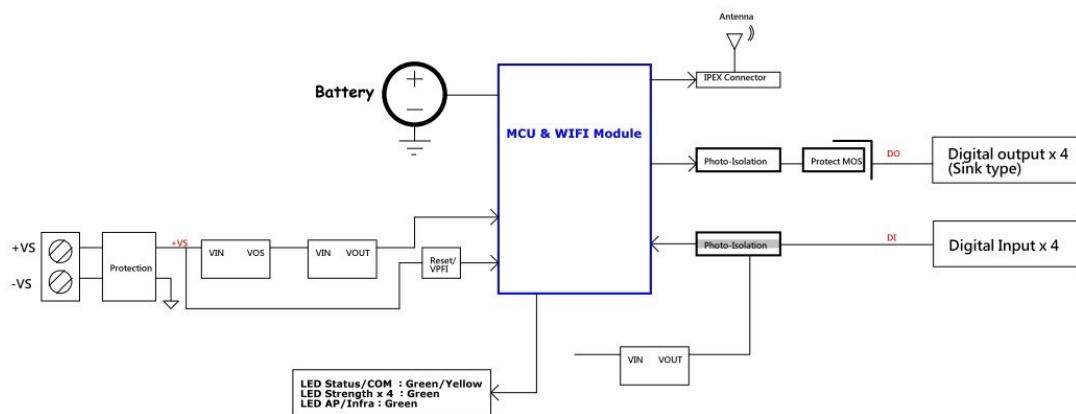 Antenna
IPEX Connector
Battery
+
−
MCU & WIFI Module
Photo-Isolation
Protect MOS
DO
Digital output x 4
(Sink type)
+VS
-VS
Protection
+VS
VIN VOS
VIN VOUT
Reset/
VPFI
Photo-Isolation
DI
Digital Input x 4
VIN VOUT
LED Status/COM : Green/Yellow
LED Strength x 4 : Green
LED AP/Infra : Green